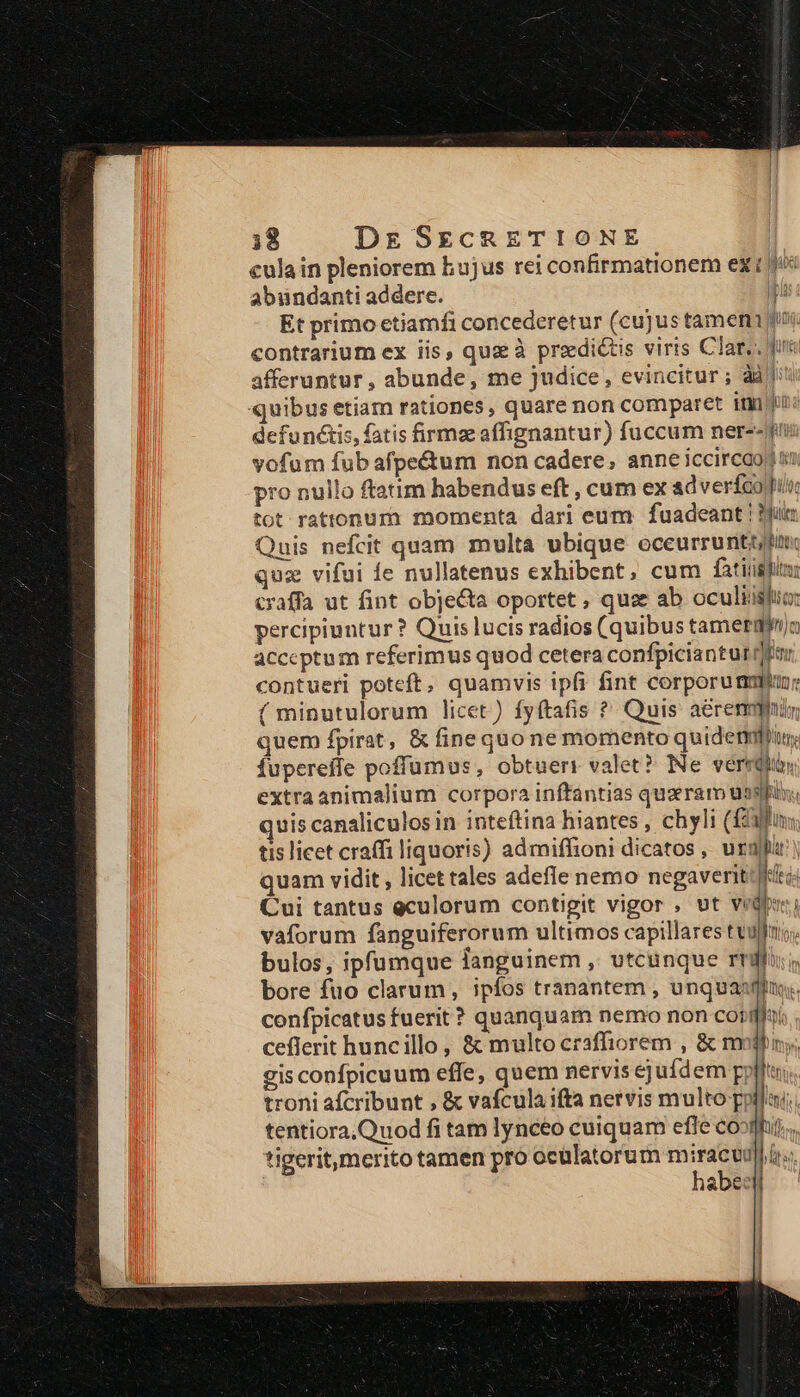 18 DE SECRETIONE
cula in pleniorem hujus rei confirmationem ex
abundanti addere.
Et primo etiamſi concederetur (cujus tamen
contrarium ex iis, quæ à prædictis viris Clar.
afferuntur, abunde, me judice, evincitur; à
quibus etiam rationes, quare non comparet in
defunctis, ſatis firmæ aſſignantur) ſuccum ner-
voſum ſub aſpectum non cadere, anne iccirco
pro nullo ſtatim habendus eſt, cum ex adverſo
tot rationum momenta dari eum ſuadeant?
Quis neſcit quam multa ubique occurrunt,
quæ viſui ſe nullatenus exhibent, cum ſatis
craſſa ut ſint objecta oportet, quæ ab oculis
percipiuntur? Quis lucis radios (quibus tamen
acceptum referimus quod cetera conſpiciantur
contueri poteſt, quamvis ipſi ſint corporum
(minutulorum licet) ſyſtaſis? Quis aërem
quem ſpirat, & ſine quo ne momento quidem
ſupereſſe poſſumus, obtueri valet? Ne
extra animalium corpora inſtantias quæram
quis canaliculos in inteſtina hiantes, chyli
tis licet craſſi liquoris) admiſſioni dicatos,
quam vidit, licet tales adeſſe nemo negaverit
Cui tantus oculorum contigit vigor, ut
vaſorum ſanguiferorum ultimos capillares
bulos, ipſumque ſanguinem, utcunque
bore ſuo clarum, ipſos tranantem, unquam
conſpicatus fuerit? quanquam nemo non
ceſſerit hunc illo, & multo craſſiorem, &
gis conſpicuum eſſe, quem nervis ejuſdem
troni aſcribunt, & vaſcula iſta nervis multo
tentiora. Quod ſi tam lynceo cuiquam eſſe
tigerit, merito tamen pro oculatorum